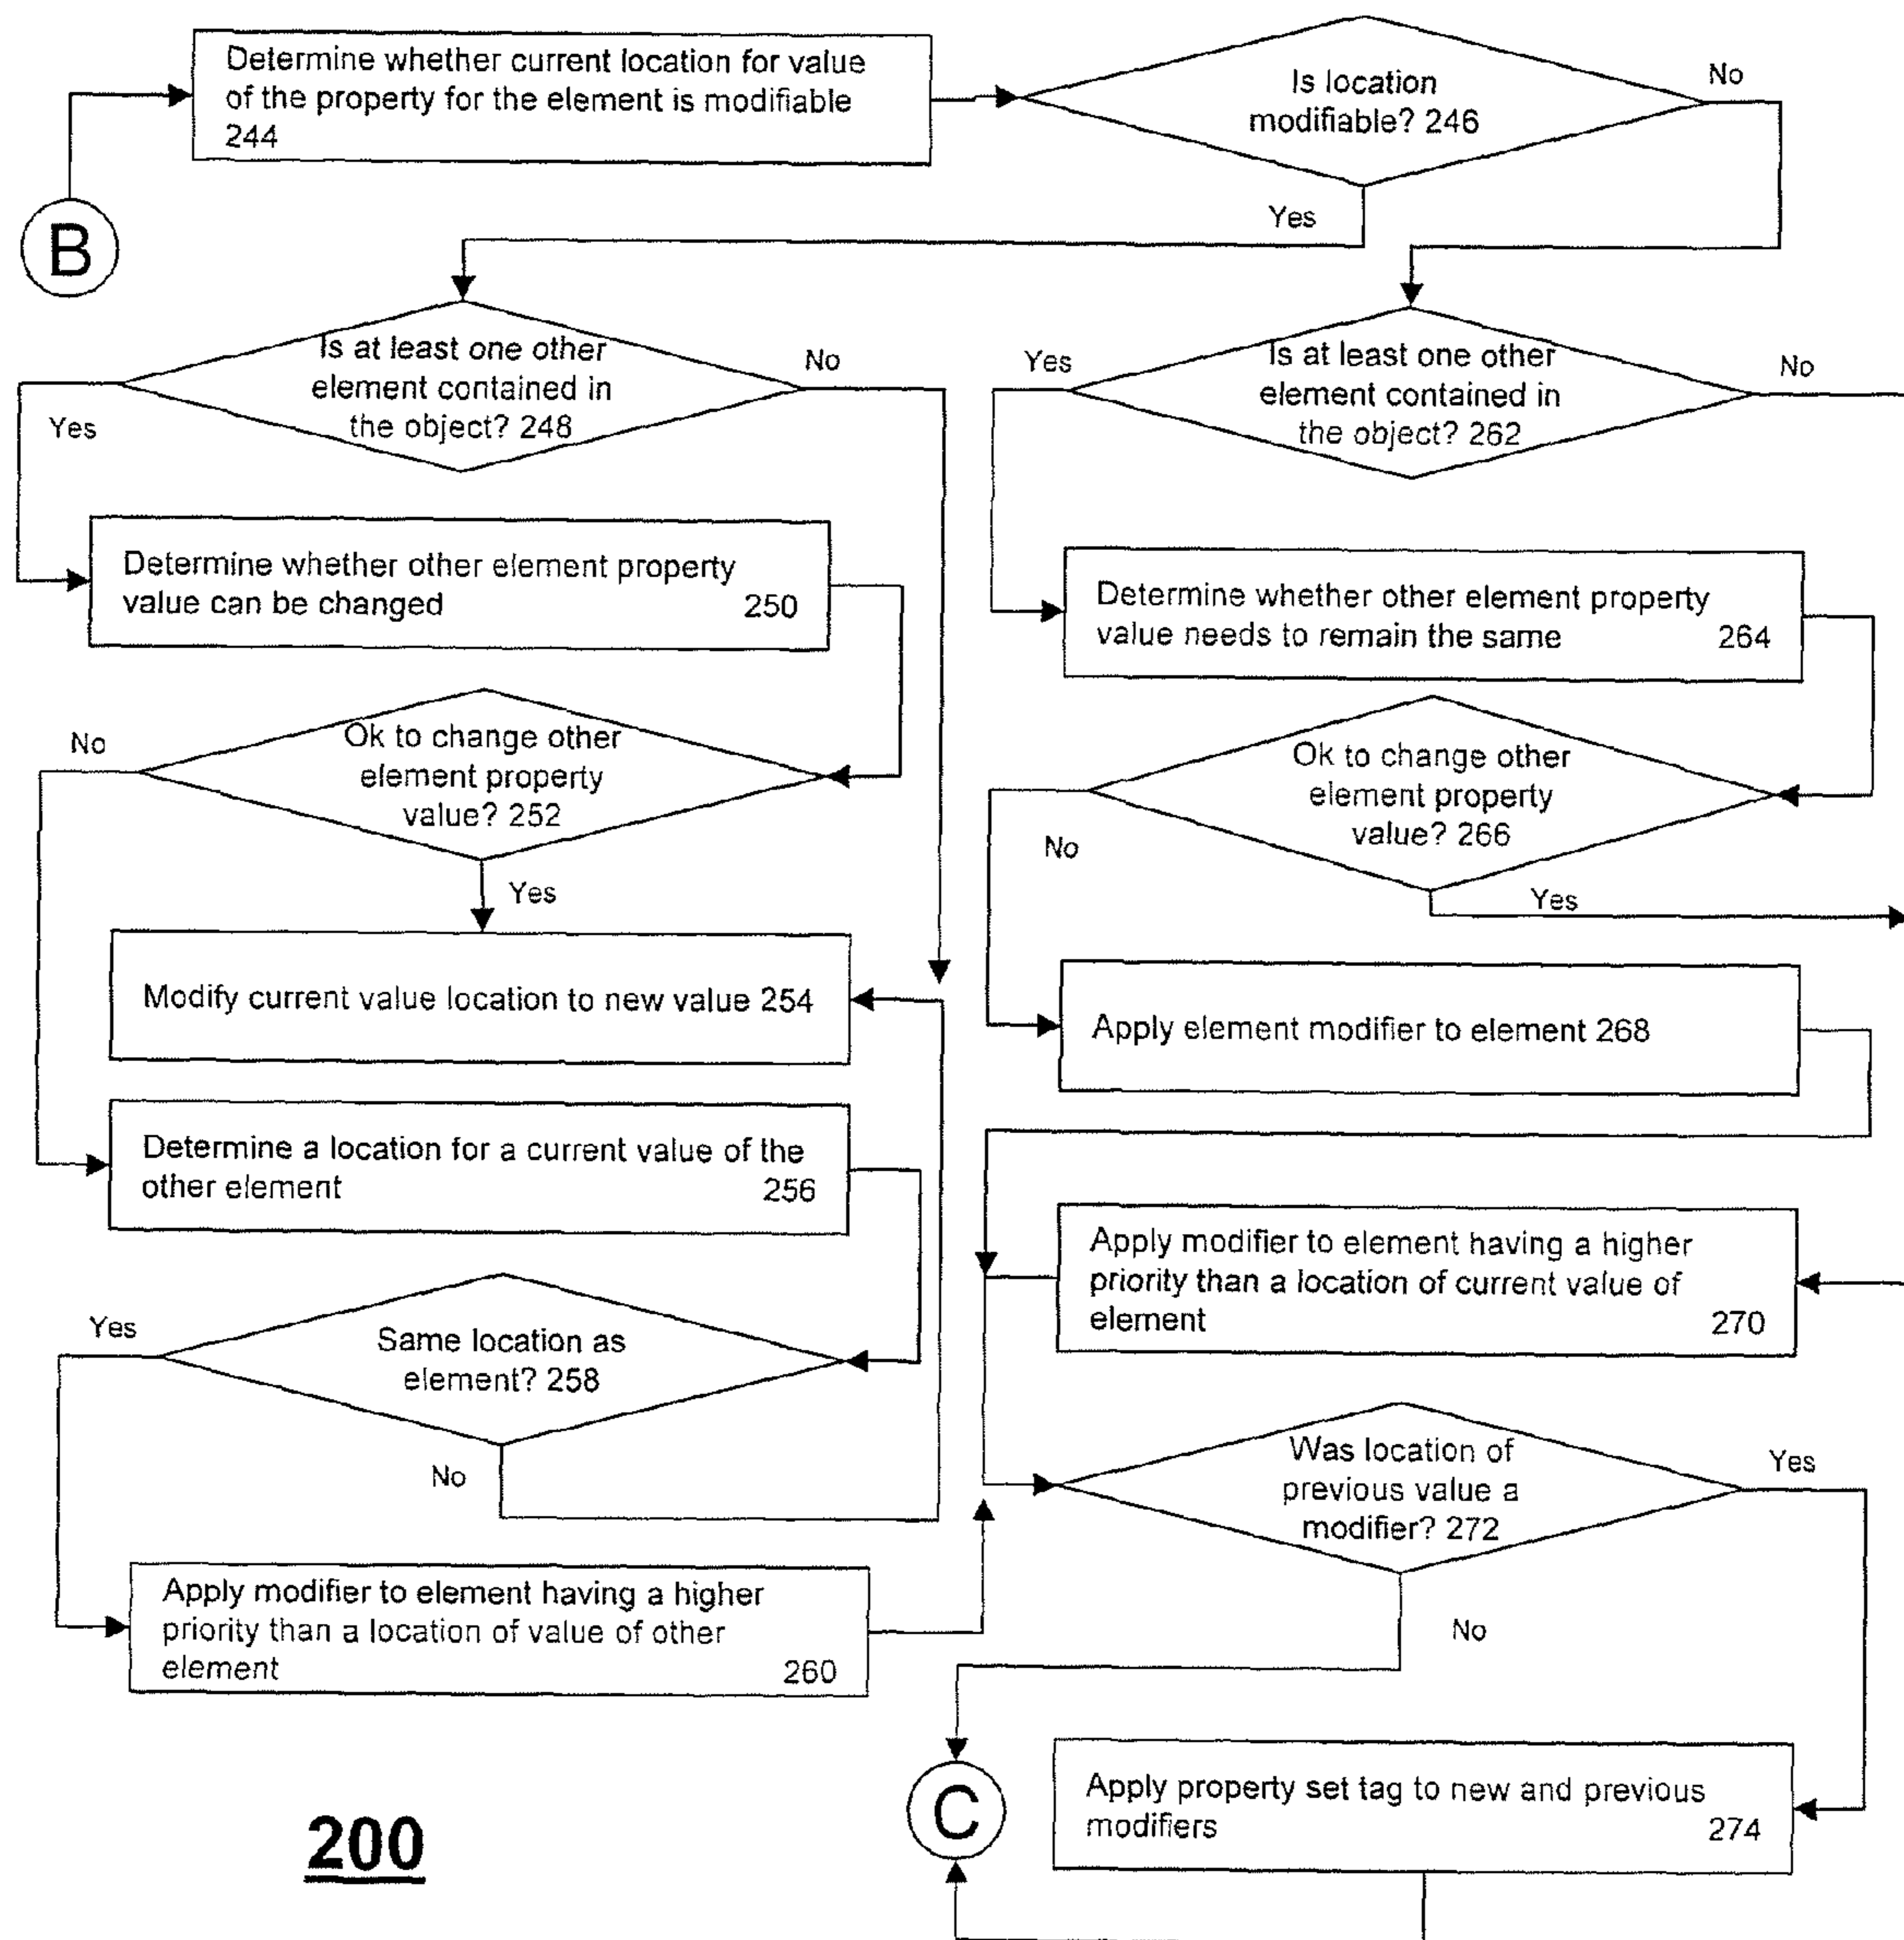 Determine whether current location for value
of the property for the element is modifiable
244
Is location
modifiable? 246
No
Yes
B
Is at least one other
element contained in
the object? 248
No
Yes
Is at least one other
element contained in
the object? 262
Yes
No
Determine whether other element property
value can be changed 250
Determine whether other element property
value needs to remain the same 264
Ok to change other
element property
value? 252
No
Yes
Ok to change other
element property
value? 266
No
Yes
Modify current value location to new value 254
Apply element modifier to element 268
Determine a location for a current value of the
other element 256
Apply modifier to element having a higher
priority than a location of current value of
element 270
Same location as
element? 258
Yes
No
Was location of
previous value a
modifier? 272
Yes
No
Apply modifier to element having a higher
priority than a location of value of other
element 260
C
Apply property set tag to new and previous
modifiers 274
200